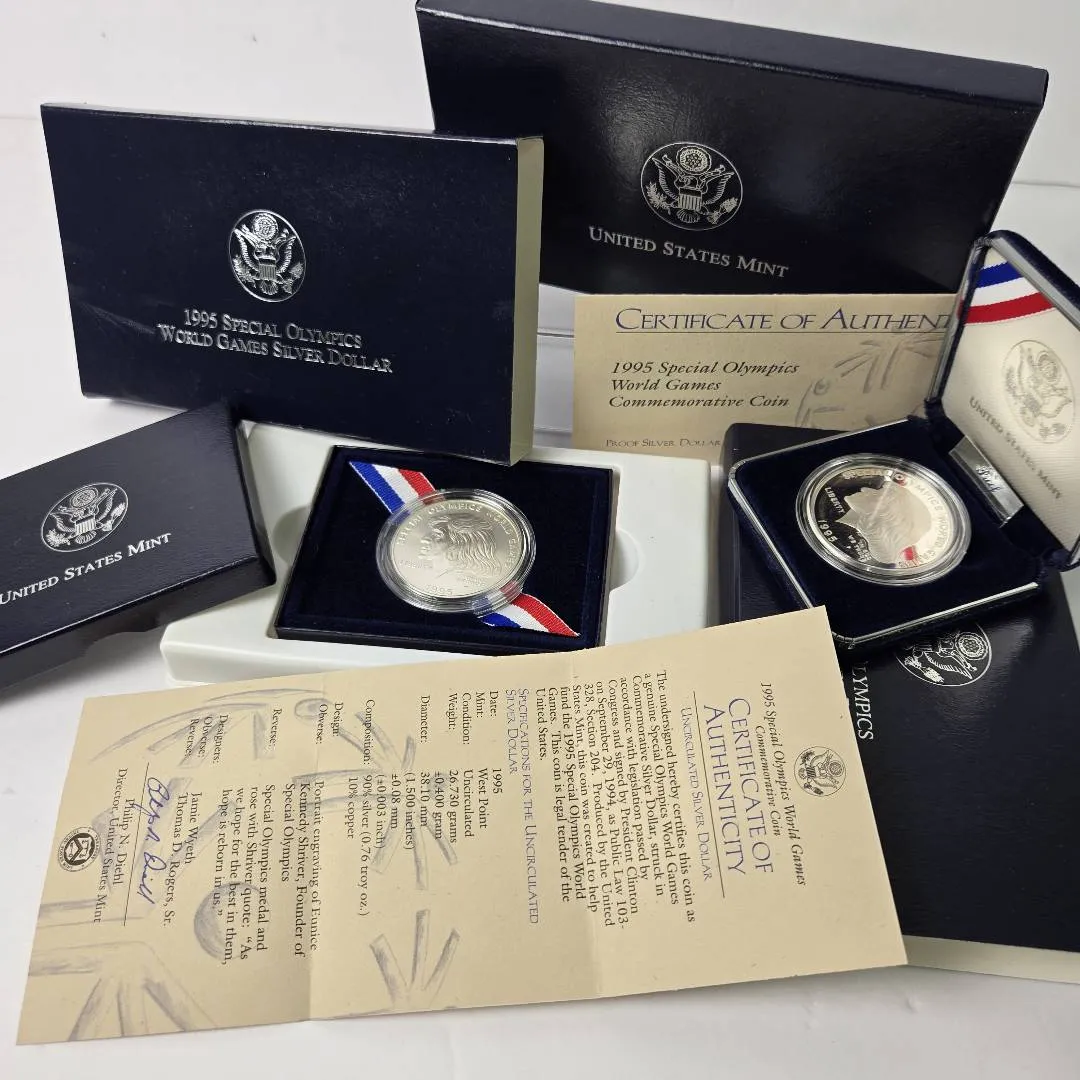 1995 SPECIAL OLYMPICS
WORLD GAMES SILVER DOLLAR
UNITED STATES MINT
UNITED STATES MINT
CERTIFICATE OF AUTHENT
1995 Special Olympics
World Games
Commemorative Coin
PROOF SILVER DOLLAR
UNITED STATES MINT
OLYMPICS WORLD GAMES
1995
SPECIAL OLYMPICS WORLD
LIBERTY
1995
LYMPICS
1995 Special Olympics World Games
Commemorative Coin
CERTIFICATE OF
AUTHENTICITY
UNCIRCULATED SILVER DOLLAR
The undersigned hereby certifies this coin as
a genuine Special Olympics World Games
Commemorative Silver Dollar, struck in
accordance with legislation passed by
Congress and signed by President Clinton
on September 29, 1994, as Public Law 103-
328, Section 204. Produced by the United
States Mint, this coin was created to help
fund the 1995 Special Olympics World
Games. This coin is legal tender of the
United States.
SPECIFICATIONS FOR THE UNCIRCULATED
SILVER DOLLAR
Date: 1995
Mint: West Point
Condition: Uncirculated
Weight: 26.730 grams
±0.400 gram
Diameter: 38.10 mm
(1.500 inches)
±0.08 mm
(±0.003 inch)
Composition: 90% silver (0.76 troy oz.)
10% copper
Design:
Obverse: Portrait engraving of Eunice
Kennedy Shriver, Founder of
Special Olympics
Reverse: Special Olympics medal and
rose with Shriver quote: "As
we hope for the best in them,
hope is reborn in us."
Designers:
Obverse: Jamie Wyeth
Reverse: Thomas D. Rogers, Sr.
Philip N. Diehl
Director, United States Mint